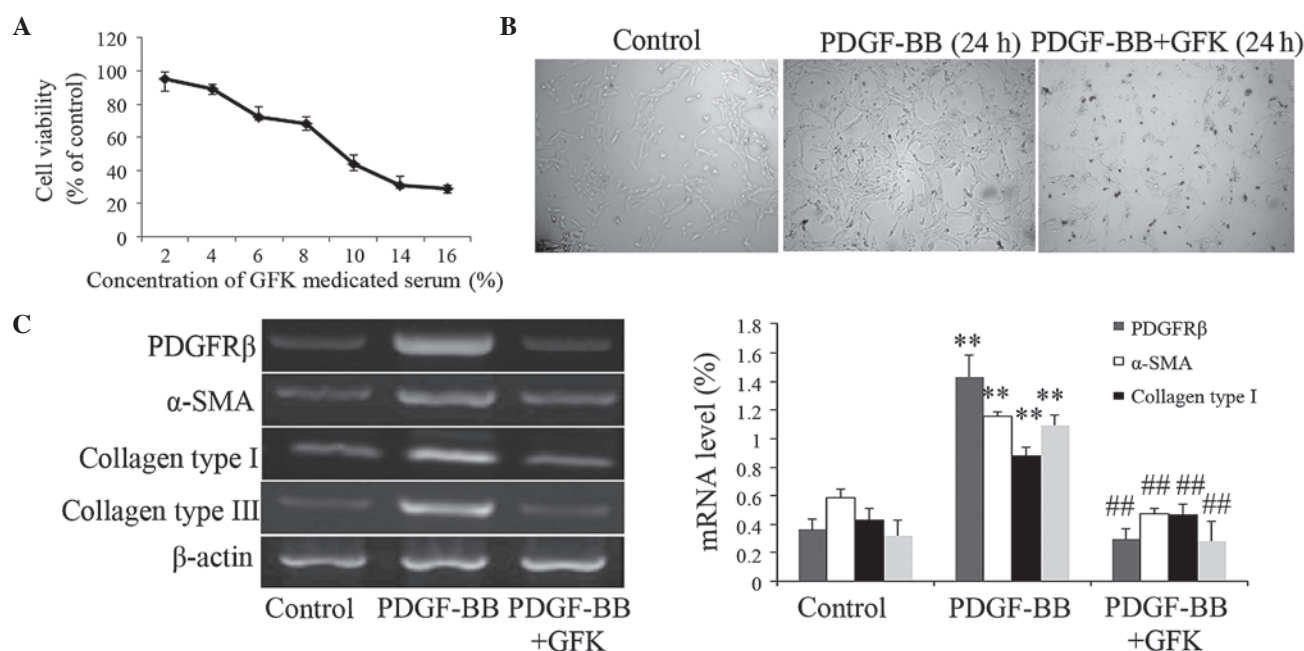 A
Cell viability
(% of control)
120
100
80
60
40
20
0
2 4 6 8 10 14 16
Concentration of GFK medicated serum (%)
B
Control PDGF-BB (24 h) PDGF-BB+GFK (24 h)
C
PDGFRβ
α-SMA
Collagen type I
Collagen type III
β-actin
Control PDGF-BB PDGF-BB
+GFK
mRNA level (%)
1.8
1.6
1.4
1.2
1
0.8
0.6
0.4
0.2
0
** ** ** **
## ## ## ##
PDGFRβ
α-SMA
Collagen type I
Control PDGF-BB PDGF-BB
+GFK